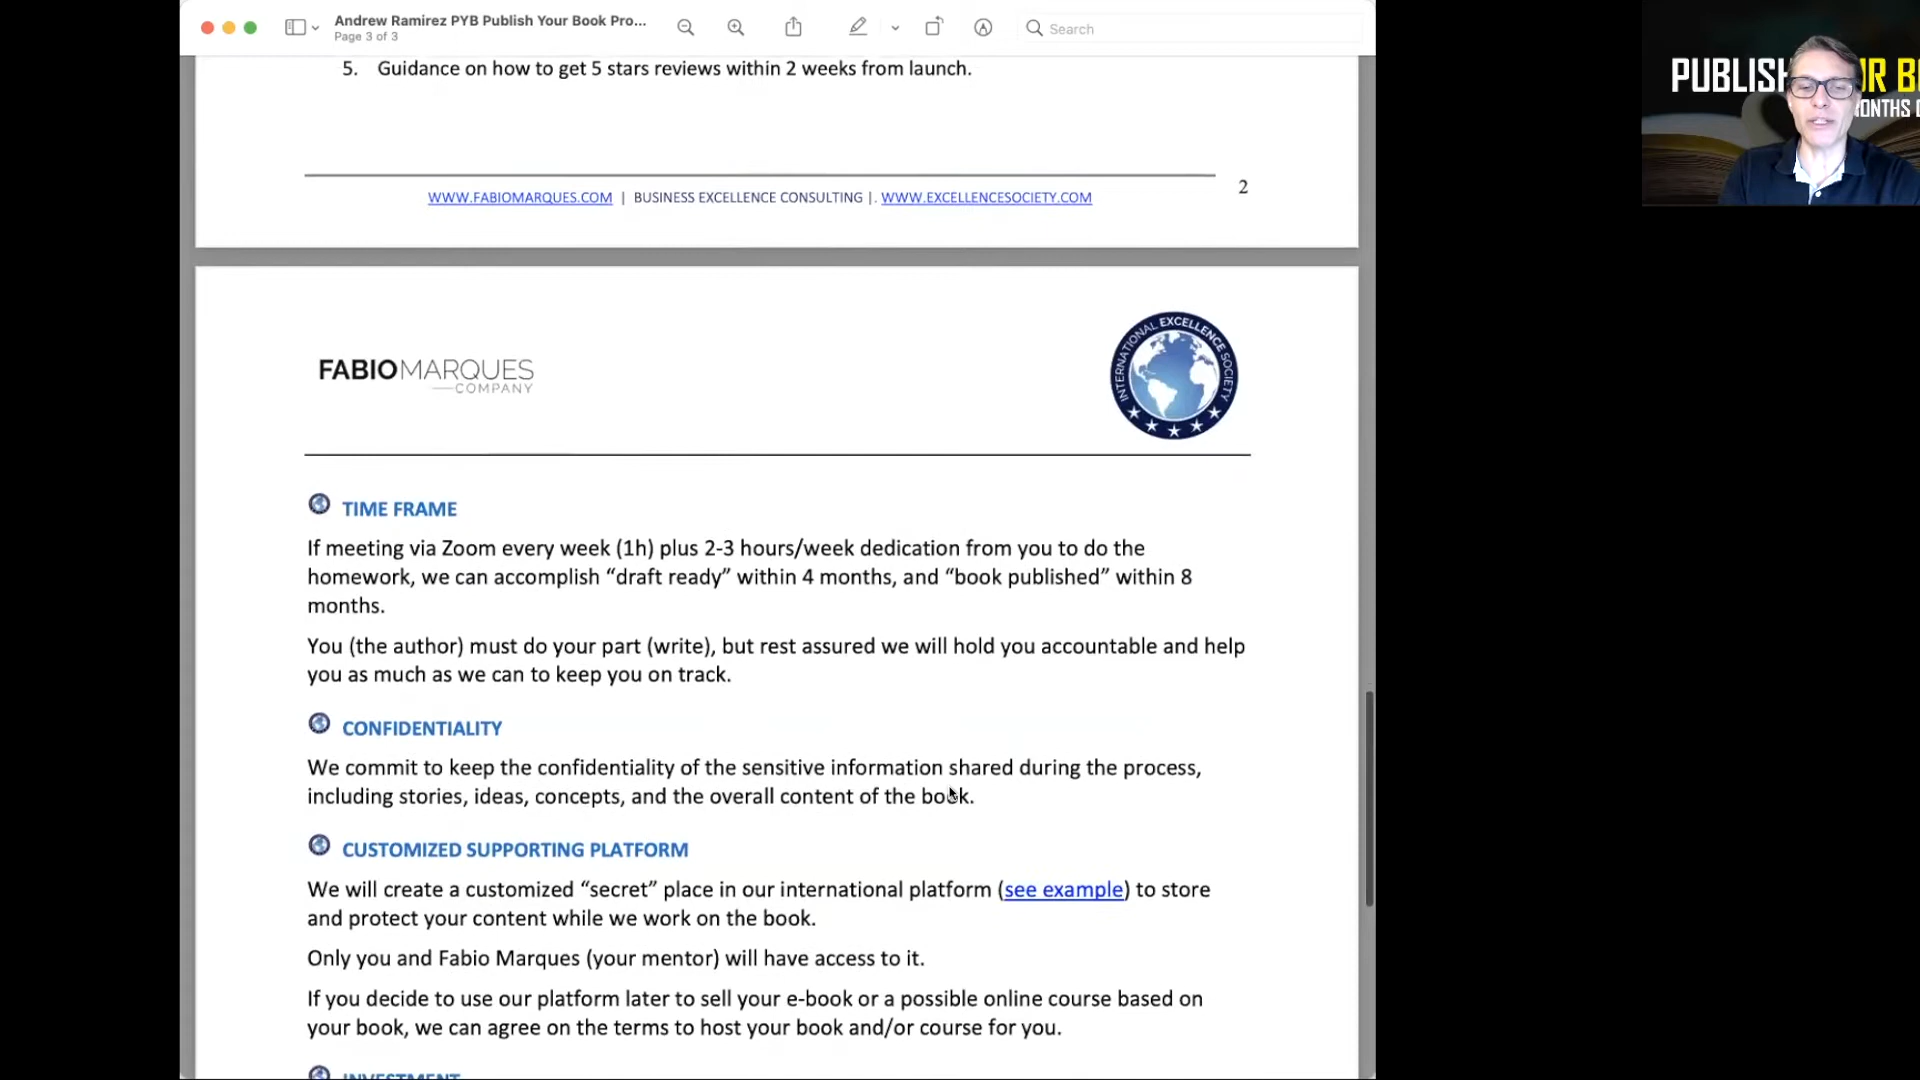 Andrew Ramirez PYB Publish Your Book Pro...
Page 3 of 3
Search
5. Guidance on how to get 5 stars reviews within 2 weeks from launch.
WWW.FABIOMARQUES.COM | BUSINESS EXCELLENCE CONSULTING |. WWW.EXCELLENCESOCIETY.COM
2
FABIOMARQUES
COMPANY
INTERNATIONAL EXCELLENCE SOCIETY
TIME FRAME
If meeting via Zoom every week (1h) plus 2-3 hours/week dedication from you to do the
homework, we can accomplish “draft ready” within 4 months, and “book published” within 8
months.
You (the author) must do your part (write), but rest assured we will hold you accountable and help
you as much as we can to keep you on track.
CONFIDENTIALITY
We commit to keep the confidentiality of the sensitive information shared during the process,
including stories, ideas, concepts, and the overall content of the book.
CUSTOMIZED SUPPORTING PLATFORM
We will create a customized “secret” place in our international platform (see example) to store
and protect your content while we work on the book.
Only you and Fabio Marques (your mentor) will have access to it.
If you decide to use our platform later to sell your e-book or a possible online course based on
your book, we can agree on the terms to host your book and/or course for you.
INVESTMENT
PUBLISH